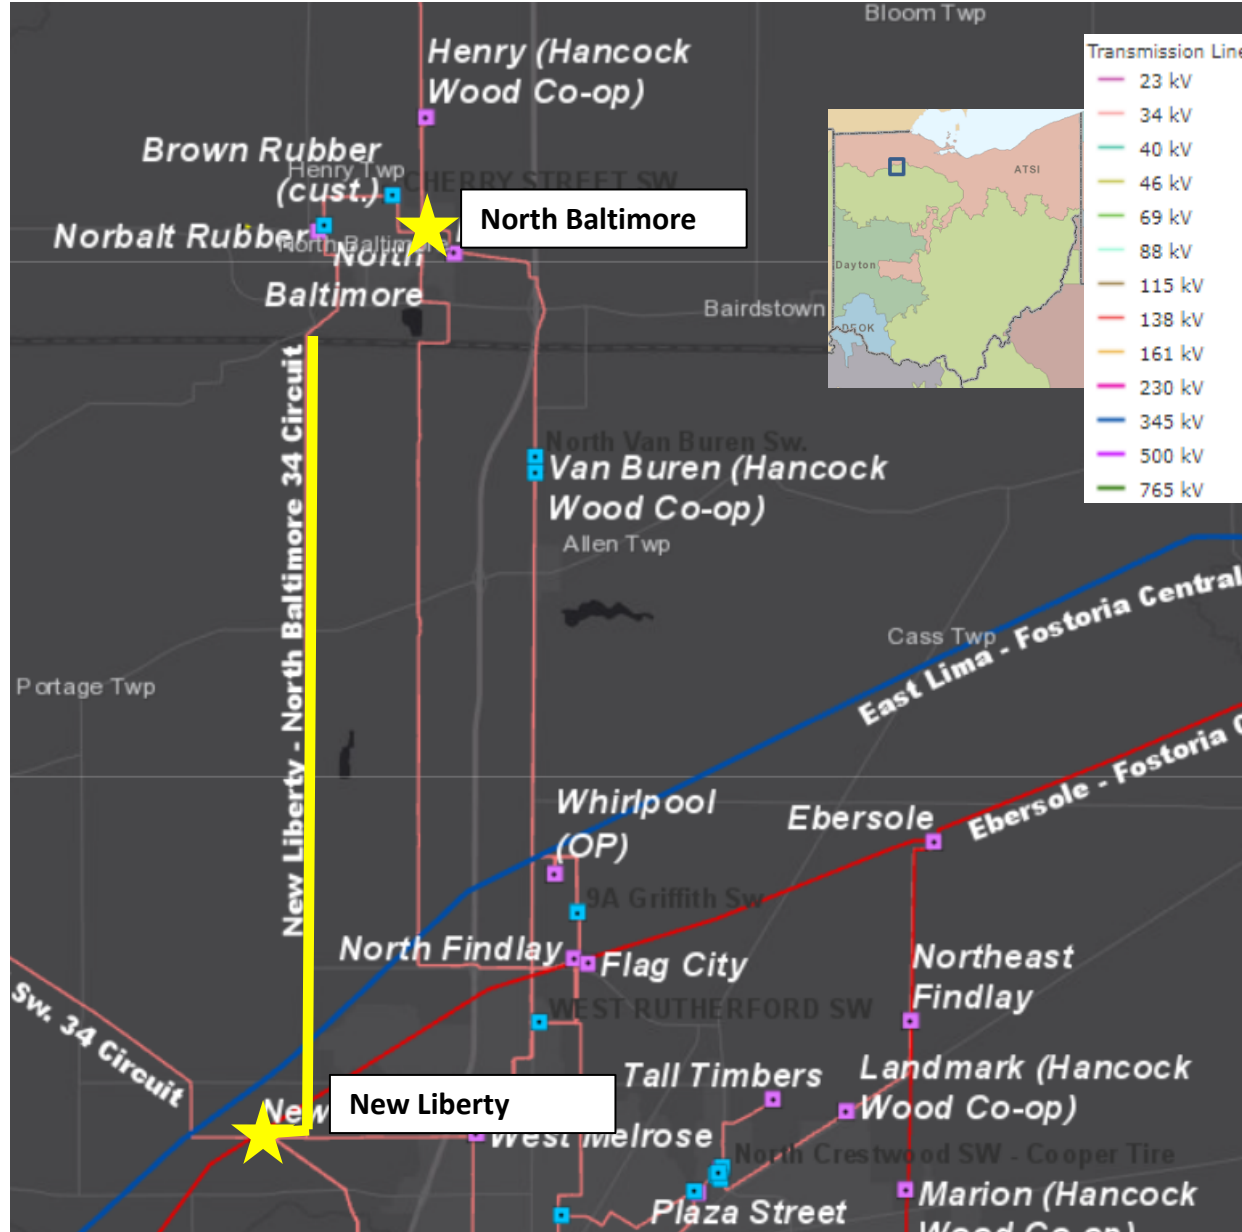 Bloom Twp
Henry (Hancock
Wood Co-op)
Brown Rubber
(cust.)
Henry Twp
CHERRY STREET SW
North Baltimore
Norbalt Rubber
North Baltimore
North
Baltimore
Bairdstown
Transmission Line
23 kV
34 kV
40 kV
46 kV
69 kV
88 kV
115 kV
138 kV
161 kV
230 kV
345 kV
500 kV
765 kV
ATSI
Dayton
DEOK
New Liberty - North Baltimore 34 Circuit
North Van Buren Sw.
Van Buren (Hancock
Wood Co-op)
Allen Twp
Cass Twp
East Lima - Fostoria Central
Portage Twp
Ebersole - Fostoria C
Whirlpool
(OP)
Ebersole
9A Griffith Sw
North Findlay
Flag City
Northeast
Findlay
WEST RUTHERFORD SW
Sw. 34 Circuit
Tall Timbers
Landmark (Hancock
Wood Co-op)
New
New Liberty
West Melrose
North Crestwood SW - Cooper Tire
Plaza Street
Marion (Hancock
Wood Co-op)